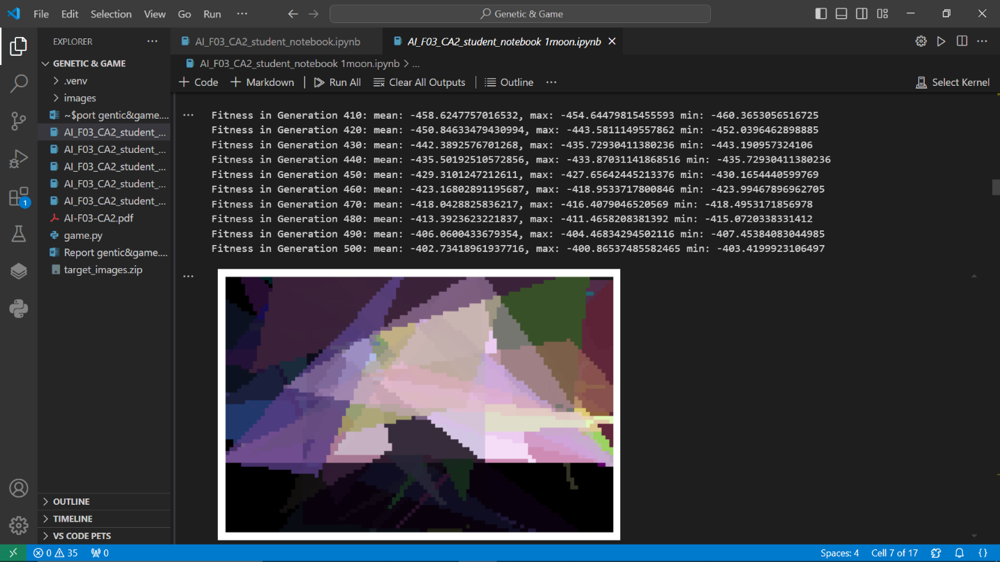 File Edit Selection View Go Run ··· Genetic & Game
EXPLORER ···
GENETIC & GAME
.venv
images
~$port gentic&game....
AI_F03_CA2_student_...
AI_F03_CA2_student_...
AI_F03_CA2_student_...
AI_F03_CA2_student_...
AI_F03_CA2_student_...
AI-F03-CA2.pdf
game.py
Report gentic&game....
target_images.zip
1
OUTLINE
TIMELINE
VS CODE PETS
AI_F03_CA2_student_notebook.ipynb AI_F03_CA2_student_notebook 1moon.ipynb
AI_F03_CA2_student_notebook 1moon.ipynb > ...
+ Code + Markdown Run All Clear All Outputs Outline ··· Select Kernel
Fitness in Generation 410: mean: -458.6247757016532, max: -454.64479815455593 min: -460.3653056516725
Fitness in Generation 420: mean: -450.84633479430994, max: -443.5811149557862 min: -452.0396462898885
Fitness in Generation 430: mean: -442.3892576701268, max: -435.72930411380236 min: -443.190957324106
Fitness in Generation 440: mean: -435.50192510572856, max: -433.87031141868516 min: -435.72930411380236
Fitness in Generation 450: mean: -429.3101247212611, max: -427.65642445213376 min: -430.1654440599769
Fitness in Generation 460: mean: -423.16802891195687, max: -418.9533717800846 min: -423.99467896962705
Fitness in Generation 470: mean: -418.0428825836217, max: -416.4079046520569 min: -418.4953171856978
Fitness in Generation 480: mean: -413.3923623221837, max: -411.4658208381392 min: -415.0720338331412
Fitness in Generation 490: mean: -406.0600433679354, max: -404.46834294502116 min: -407.45384083044985
Fitness in Generation 500: mean: -402.73418961937716, max: -400.86537485582465 min: -403.4199923106497
0 35 0 Spaces: 4 Cell 7 of 17